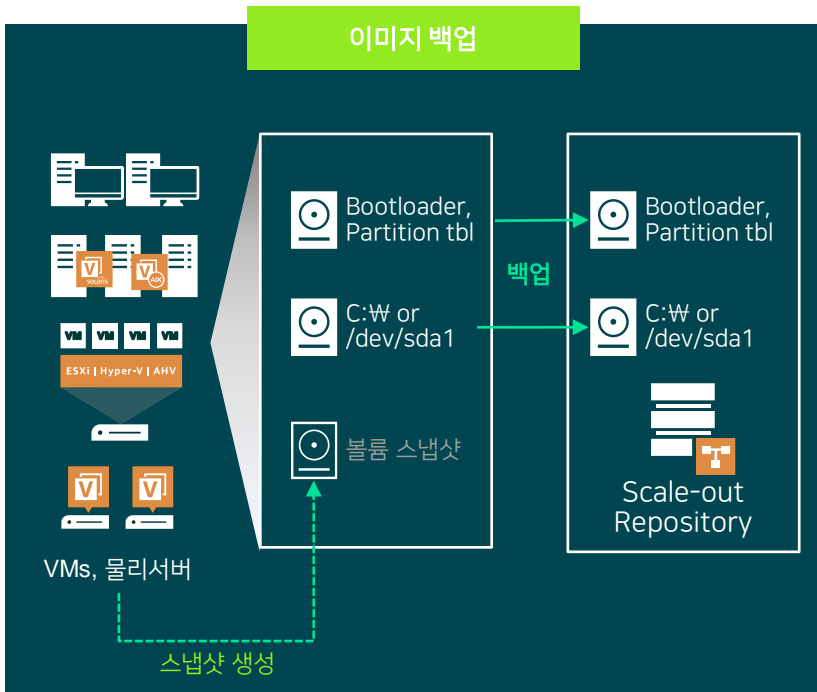 이미지 백업
Bootloader,
Partition tbl
Bootloader,
Partition tbl
백업
V
solaris
V
AIX
C:₩ or
/dev/sda1
C:₩ or
/dev/sda1
VM VM VM VM
ESXi | Hyper-V | AHV
볼륨 스냅샷
V
V
Scale-out
Repository
VMs, 물리서버
스냅샷 생성